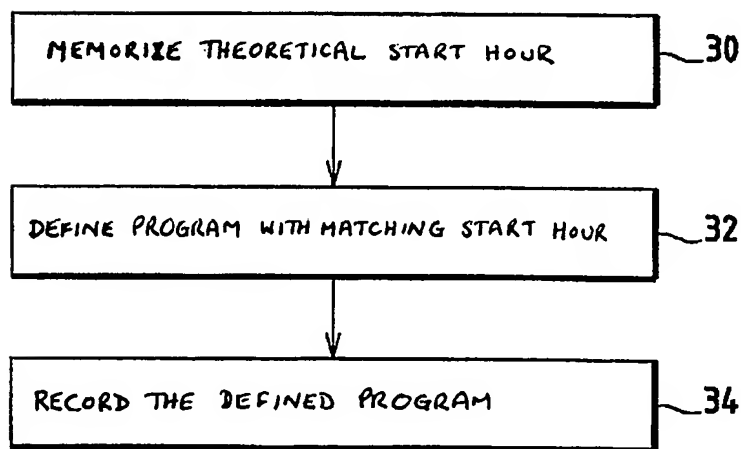 MEMORIZE THEORETICAL START HOUR 30
DEFINE PROGRAM WITH MATCHING START HOUR 32
RECORD THE DEFINED PROGRAM 34